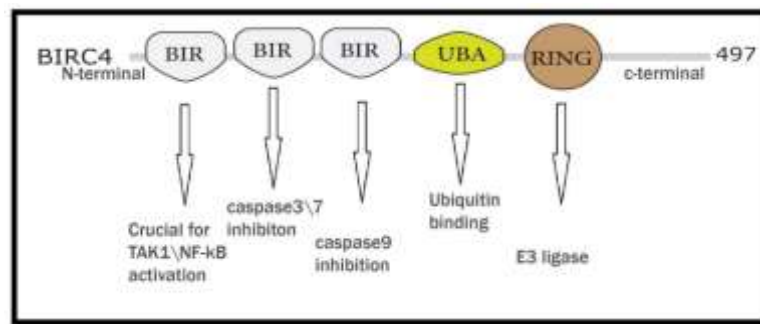 BIRC4 BIR BIR BIR UBA RING 497
N-terminal c-terminal
Crucial for
TAK1\NF-kB
activation
caspase3\7
inhibiton
caspase9
inhibition
Ubiquitin
binding
E3 ligase